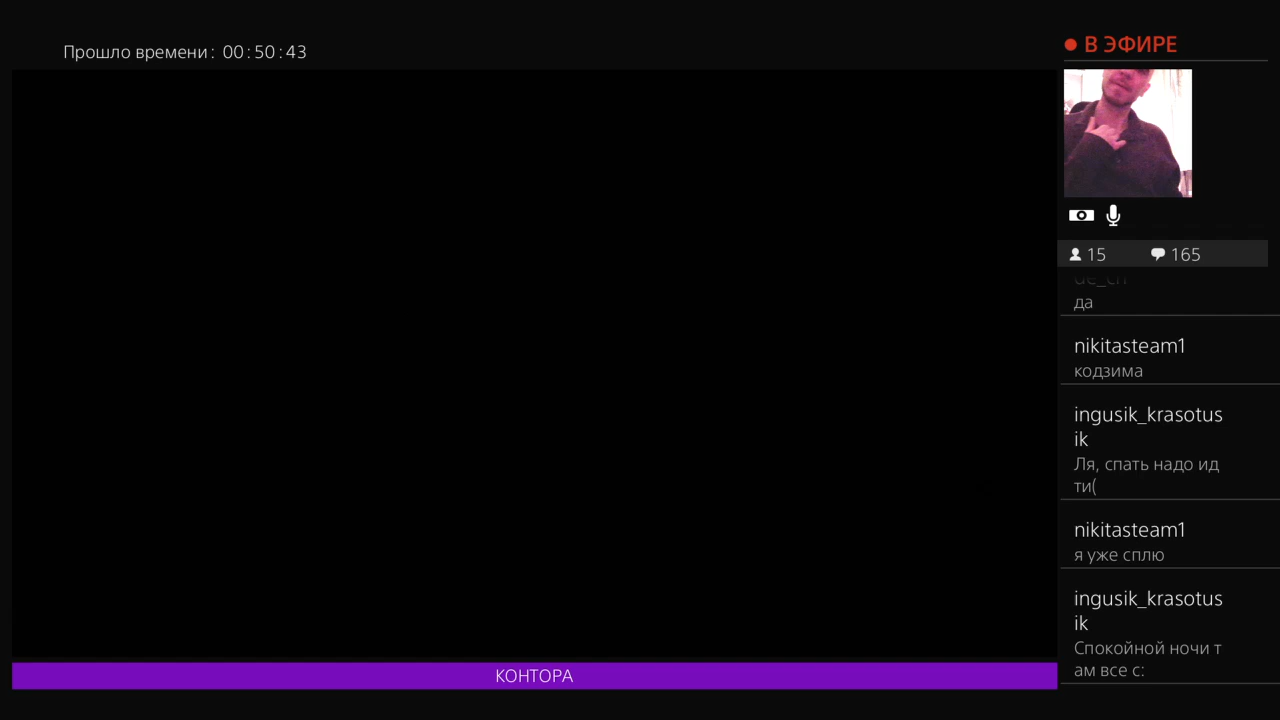 Прошло времени: 00:50:43
В ЭФИРЕ
15 165
да
nikitasteam1
кодзима
ingusik_krasotus
ik
Ля, спать надо ид
ти(
nikitasteam1
я уже сплю
ingusik_krasotus
ik
Спокойной ночи т
ам все с:
КОНТОРА